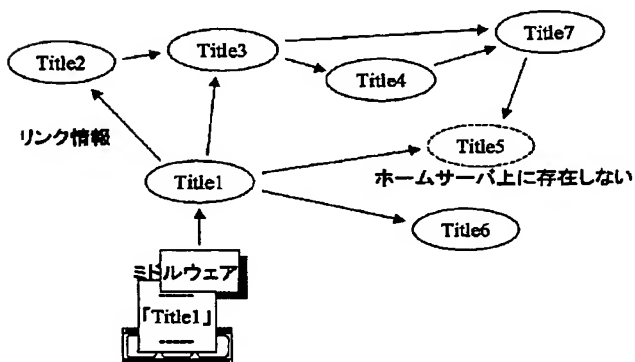 Title7
Title3
Title2
Title4
リンク情報
Title5
Title1
ホームサーバ上に存在しない
Title6
ミドルウェア
「Title1」